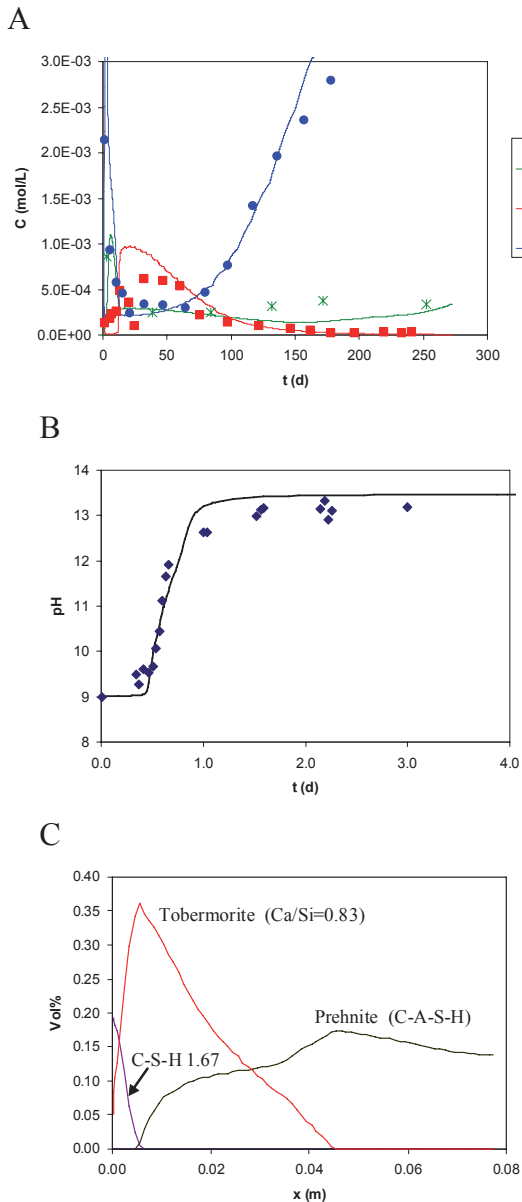 A
3.0E-03
2.5E-03
2.0E-03
1.5E-03
1.0E-03
5.0E-04
0.0E+00
C (mol/L)
0 50 100 150 200 250 300
t (d)
B
14
13
12
11
10
9
8
pH
0.0 1.0 2.0 3.0 4.0
t (d)
C
0.40
0.35
0.30
0.25
0.20
0.15
0.10
0.05
0.00
Vol%
Tobermorite (Ca/Si=0.83)
Prehnite (C-A-S-H)
C-S-H 1.67
0.00 0.02 0.04 0.06 0.08
x (m)